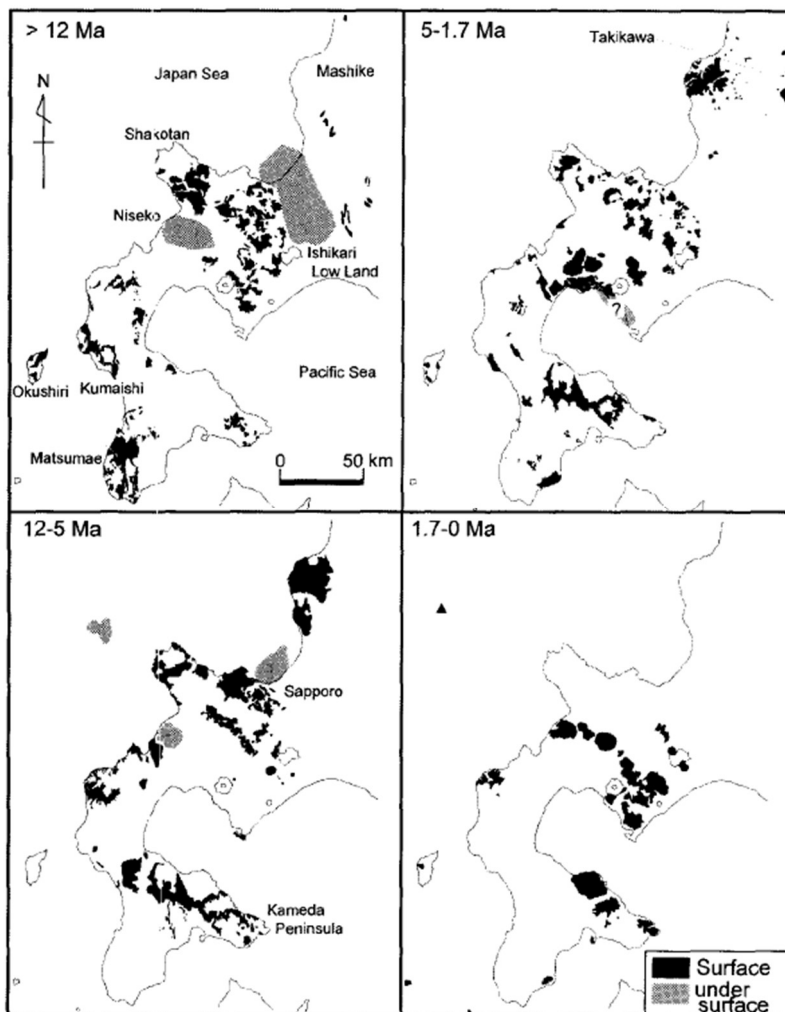 > 12 Ma
Japan Sea
Mashike
N
Shakotan
Niseko
Ishikari
Low Land
Pacific Sea
Okushiri
Kumaishi
Matsumae
0 50 km
5-1.7 Ma
Takikawa
?
12-5 Ma
Sapporo
Kameda
Peninsula
1.7-0 Ma
Surface
under
surface